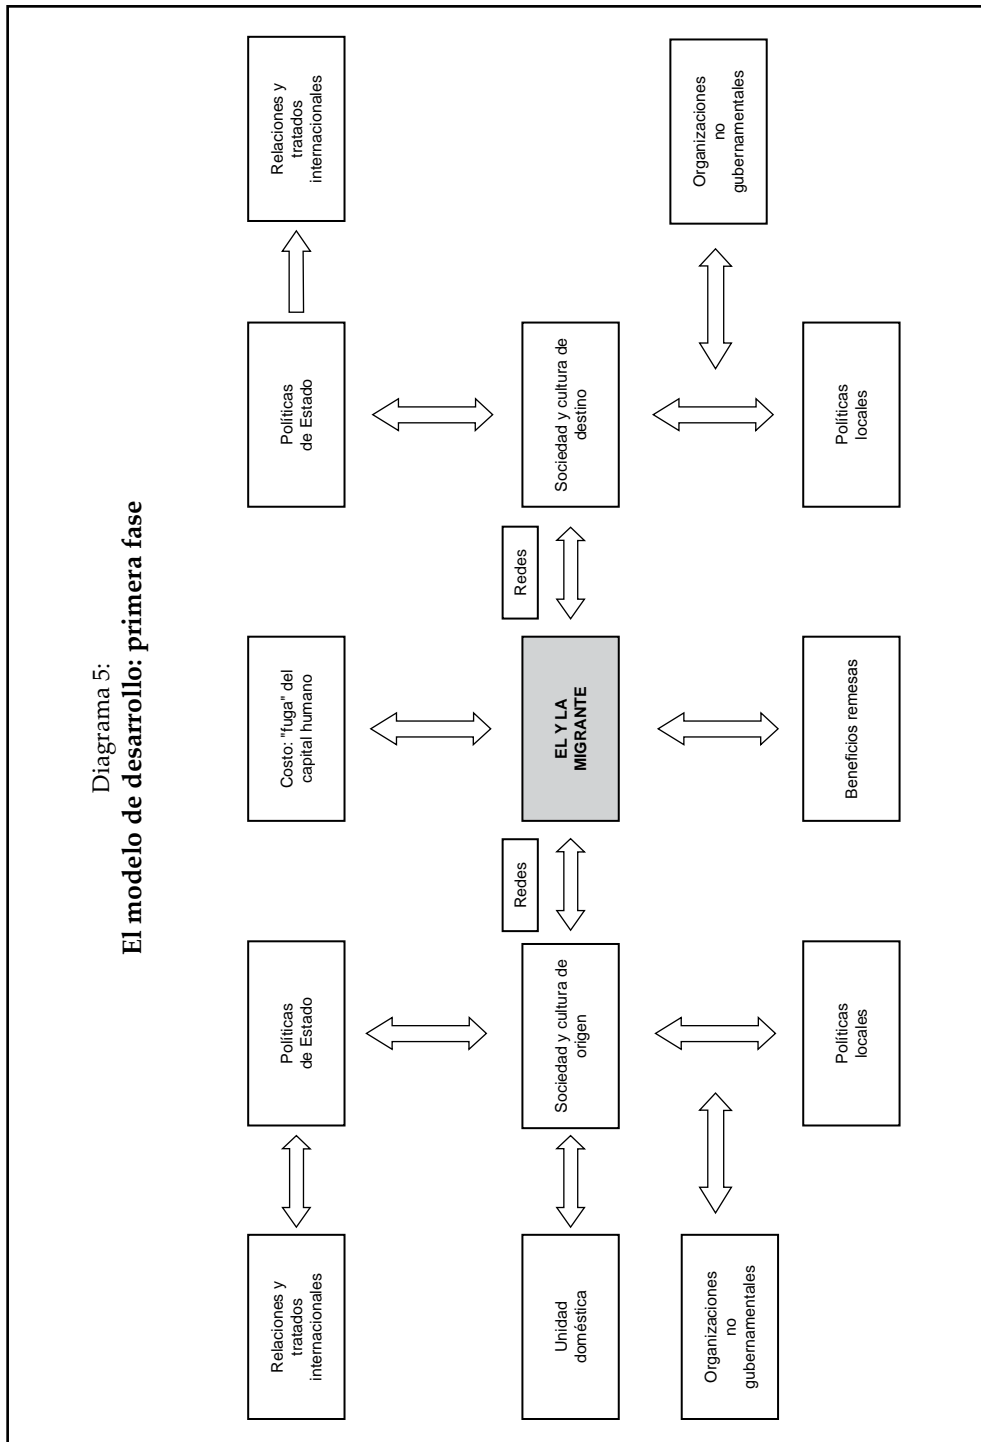 Diagrama 5:
El modelo de desarrollo: primera fase
Relaciones y
tratados
internacionales
Políticas
de Estado
Costo: "fuga" del
capital humano
Políticas
de Estado
Relaciones y
tratados
internacionales
Redes
Redes
Unidad
doméstica
Sociedad y cultura de
origen
EL Y LA
MIGRANTE
Sociedad y cultura de
destino
Organizaciones
no
gubernamentales
Organizaciones
no
gubernamentales
Políticas
locales
Beneficios remesas
Políticas
locales